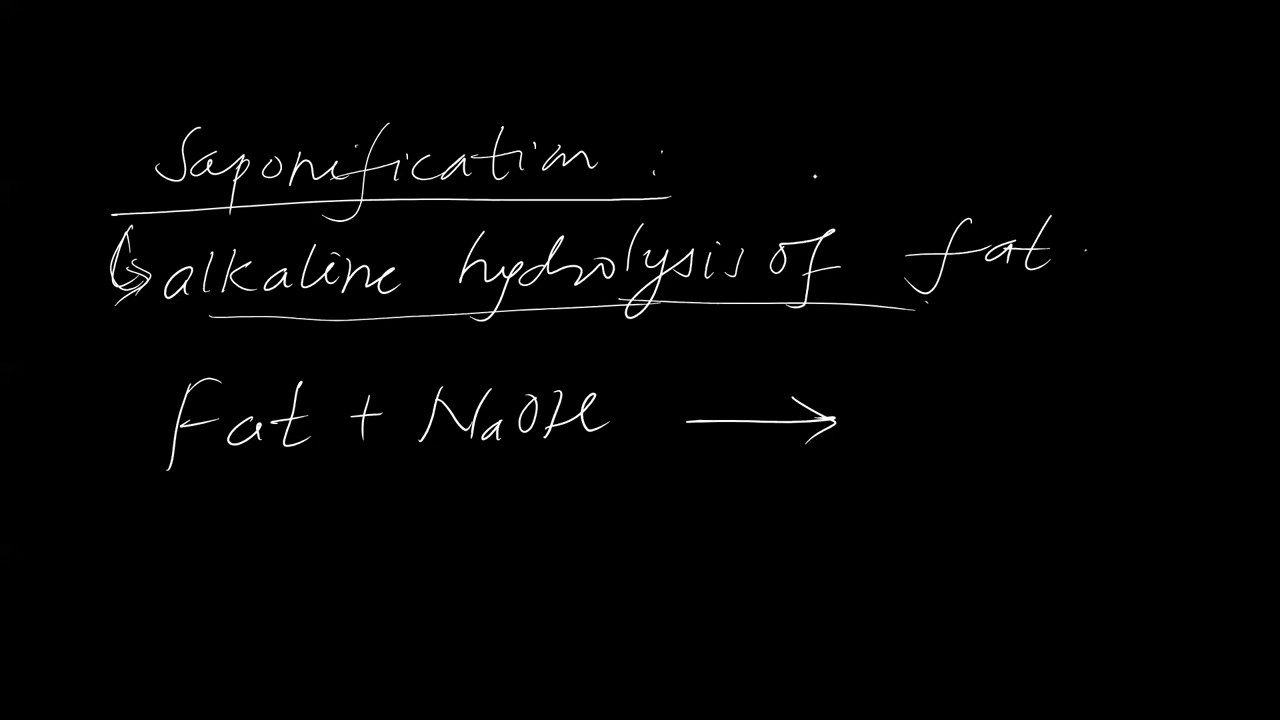 Saponification :
↳ alkaline hydrolysis of fat.
Fat + NaOH →